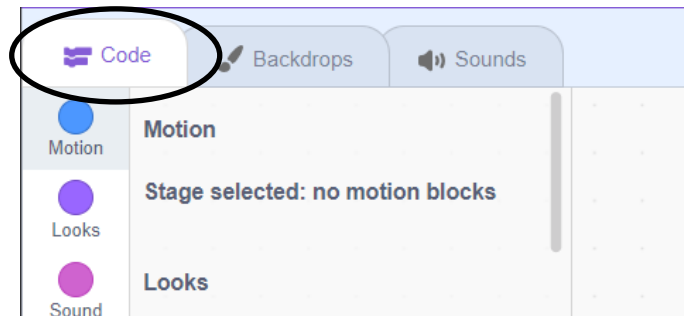 Code
Backdrops
Sounds
Motion
Motion
Stage selected: no motion blocks
Looks
Looks
Sound